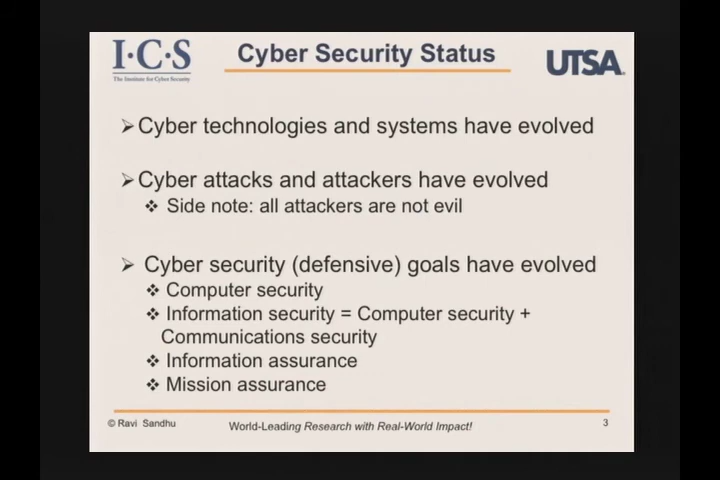 I·C·S
The Institute for Cyber Security
Cyber Security Status
UTSA
➢ Cyber technologies and systems have evolved
➢ Cyber attacks and attackers have evolved
❖ Side note: all attackers are not evil
➢ Cyber security (defensive) goals have evolved
❖ Computer security
❖ Information security = Computer security +
Communications security
❖ Information assurance
❖ Mission assurance
© Ravi Sandhu
World-Leading Research with Real-World Impact!
3